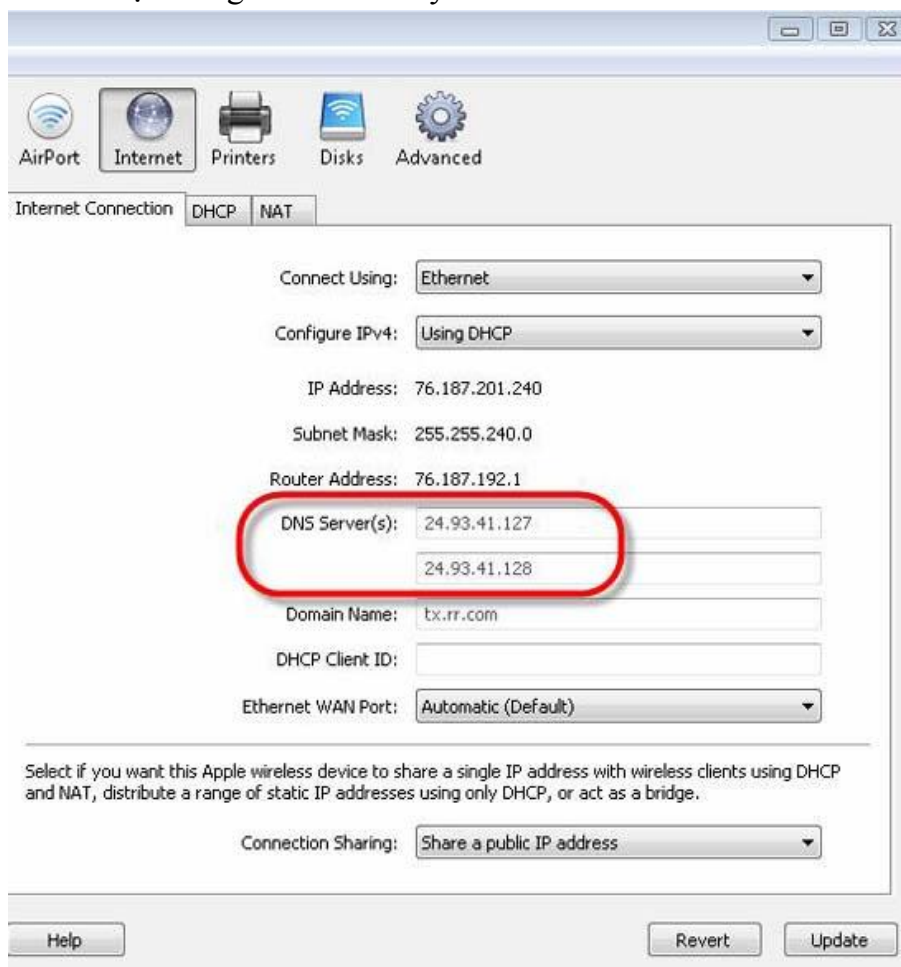 AirPort Internet Printers Disks Advanced
Internet Connection DHCP NAT
Connect Using: Ethernet
Configure IPv4: Using DHCP
IP Address: 76.187.201.240
Subnet Mask: 255.255.240.0
Router Address: 76.187.192.1
DNS Server(s): 24.93.41.127
24.93.41.128
Domain Name: tx.rr.com
DHCP Client ID:
Ethernet WAN Port: Automatic (Default)
Select if you want this Apple wireless device to share a single IP address with wireless clients using DHCP
and NAT, distribute a range of static IP addresses using only DHCP, or act as a bridge.
Connection Sharing: Share a public IP address
Help Revert Update